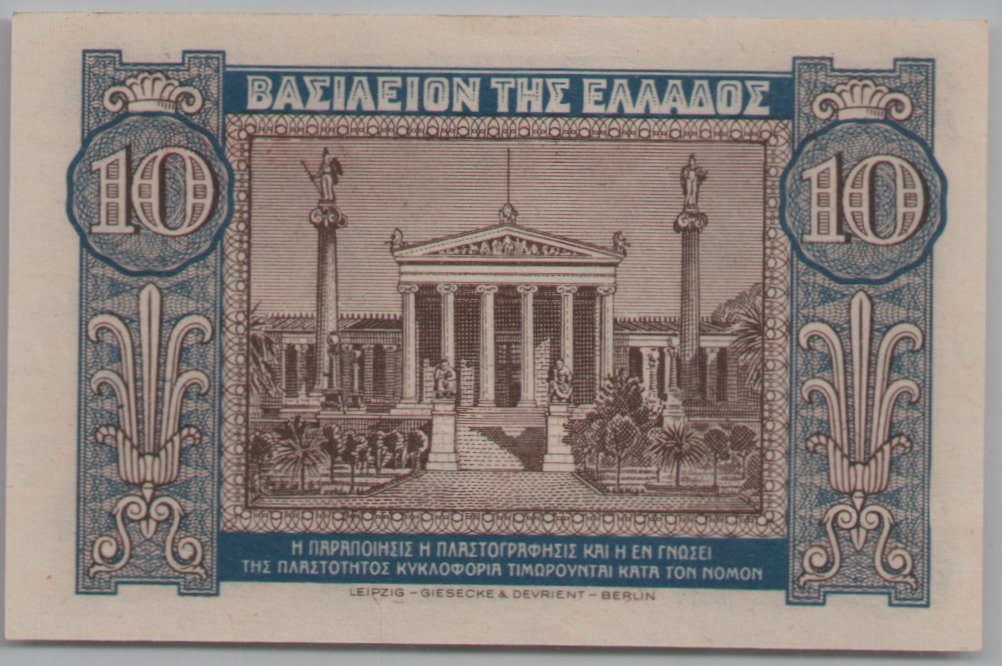 ΒΑΣΙΛΕΙΟΝ ΤΗΣ ΕΛΛΑΔΟΣ
10
10
Η ΠΑΡΑΠΟΙΗΣΙΣ Η ΠΛΑΣΤΟΓΡΑΦΗΣΙΣ ΚΑΙ Η ΕΝ ΓΝΩΣΕΙ
ΤΗΣ ΠΛΑΣΤΟΤΗΤΟΣ ΚΥΚΛΟΦΟΡΙΑ ΤΙΜΩΡΟΥΝΤΑΙ ΚΑΤΑ ΤΟΝ ΝΟΜΟΝ
LEIPZIG – GIESECKE & DEVRIENT – BERLIN